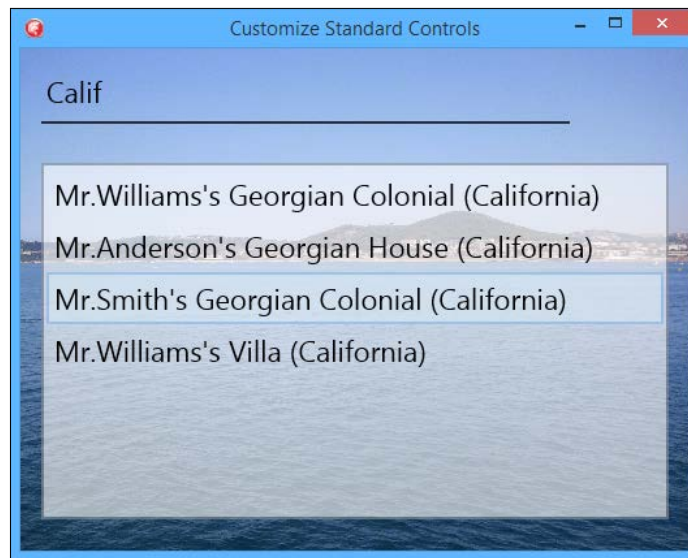 Customize Standard Controls
Calif
Mr.Williams's Georgian Colonial (California)
Mr.Anderson's Georgian House (California)
Mr.Smith's Georgian Colonial (California)
Mr.Williams's Villa (California)